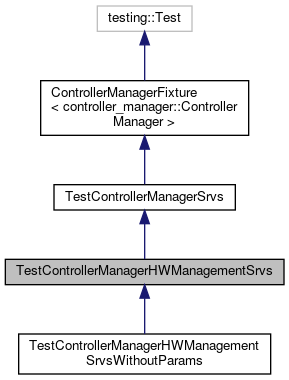 testing::Test
ControllerManagerFixture
< controller_manager::Controller
Manager >
TestControllerManagerSrvs
TestControllerManagerHWManagementSrvs
TestControllerManagerHWManagement
SrvsWithoutParams